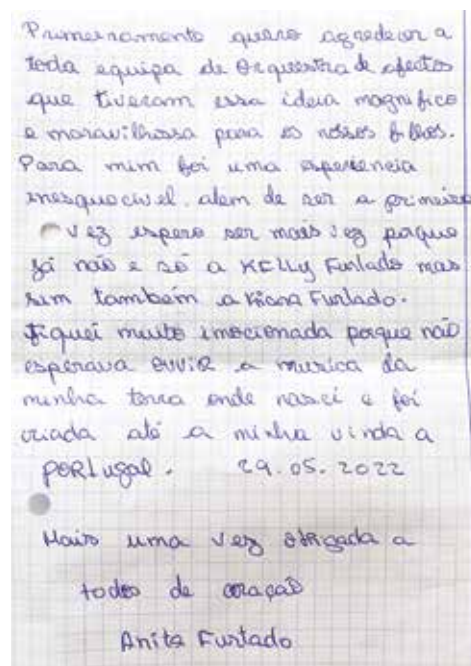 Primeiramente quero agradecer a
toda equipa de orquestra de afectos
que tiveram essa ideia magnifico
e maravilhosa para os nossos filhos.
Para mim foi uma experiencia
inesquecivel. alem de ser a primeira
vez espero ser mais vez porque
já não e só a KELLY Furtado mas
sim também a Kiara Furtado.
Fiquei muito emocionada porque não
esperava ouvir a musica da
minha terra onde nasci e foi
criada até a minha vinda a
PORTUGAL. 29.05.2022
Mais uma vez obrigada a
todos de coração
Anita Furtado